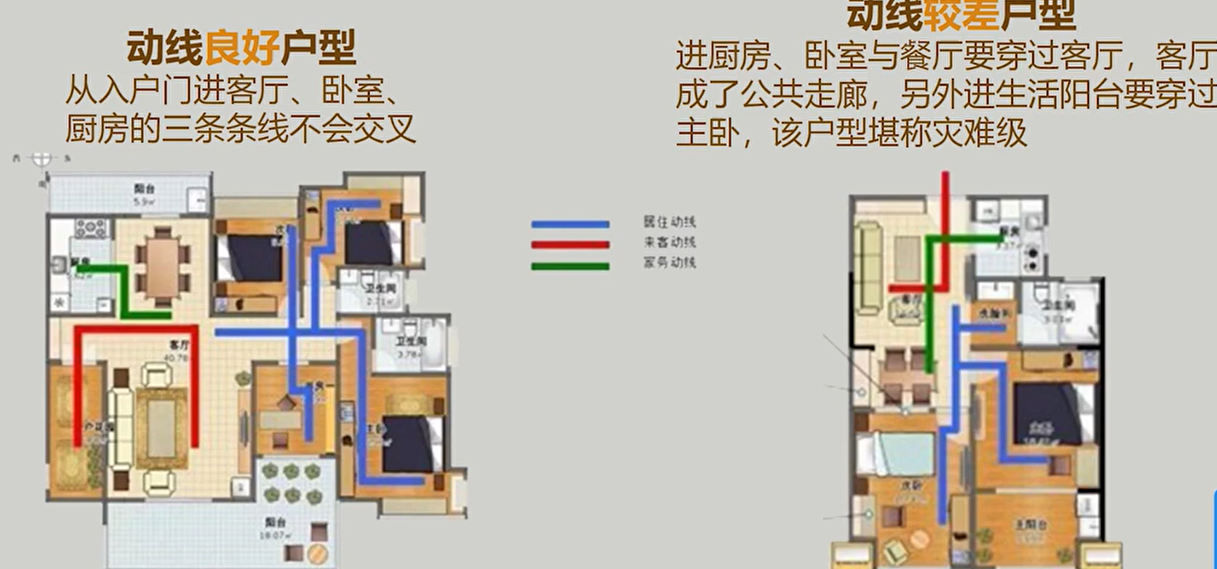 动线良好户型
从入户门进客厅、卧室、
厨房的三条条线不会交叉
动线较差户型
进厨房、卧室与餐厅要穿过客厅，客厅
成了公共走廊，另外进生活阳台要穿过
主卧，该户型堪称灾难级
阳台
5.9㎡
厨房
卫生间
2.71㎡
卫生间
3.78㎡
客厅
40.78
主卧
阳台
18.07㎡
居住动线
来客动线
家务动线
厨房
客厅
洗脸间
卫生间
主卧
次卧
主阳台